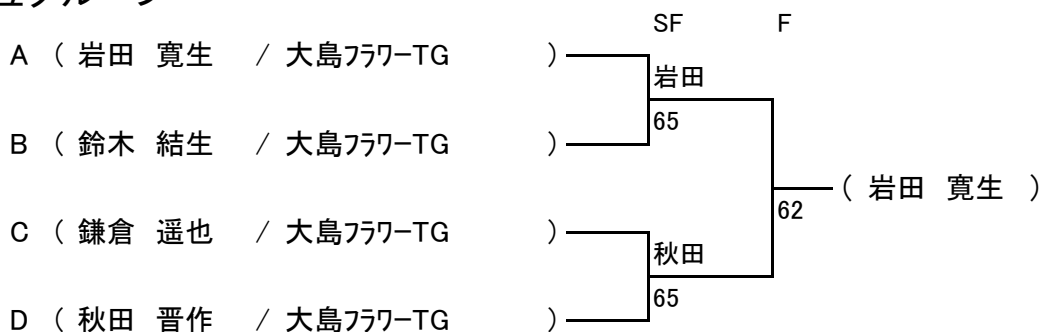 SF F
A ( 岩田 寛生 / 大島フラワーTG )
岩田
65
B ( 鈴木 結生 / 大島フラワーTG )
( 岩田 寛生 )
62
C ( 鎌倉 遥也 / 大島フラワーTG )
秋田
65
D ( 秋田 晋作 / 大島フラワーTG )